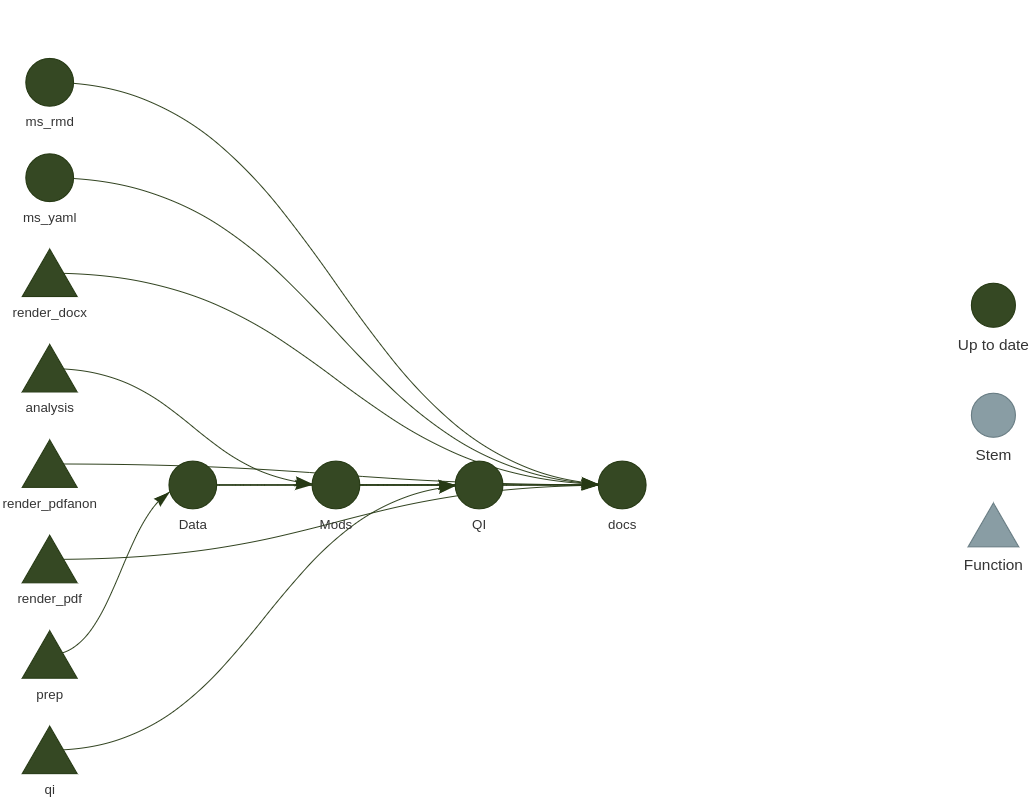 ms_rmd
ms_yaml
render_docx
analysis
render_pdfanon
render_pdf
prep
qi
Data
Mods
QI
docs
Up to date
Stem
Function